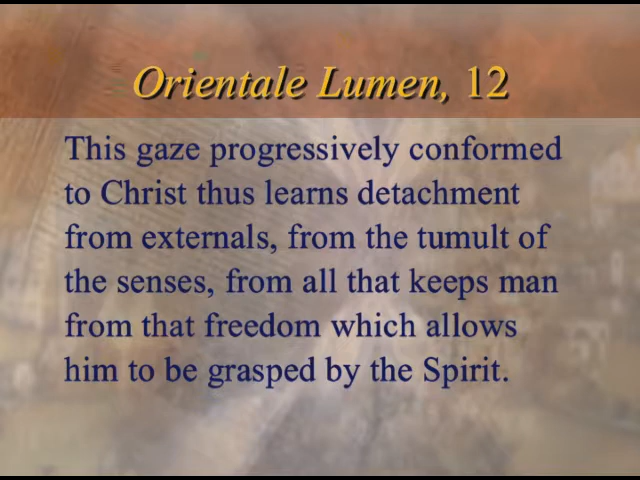 Orientale Lumen, 12
This gaze progressively conformed
to Christ thus learns detachment
from externals, from the tumult of
the senses, from all that keeps man
from that freedom which allows
him to be grasped by the Spirit.